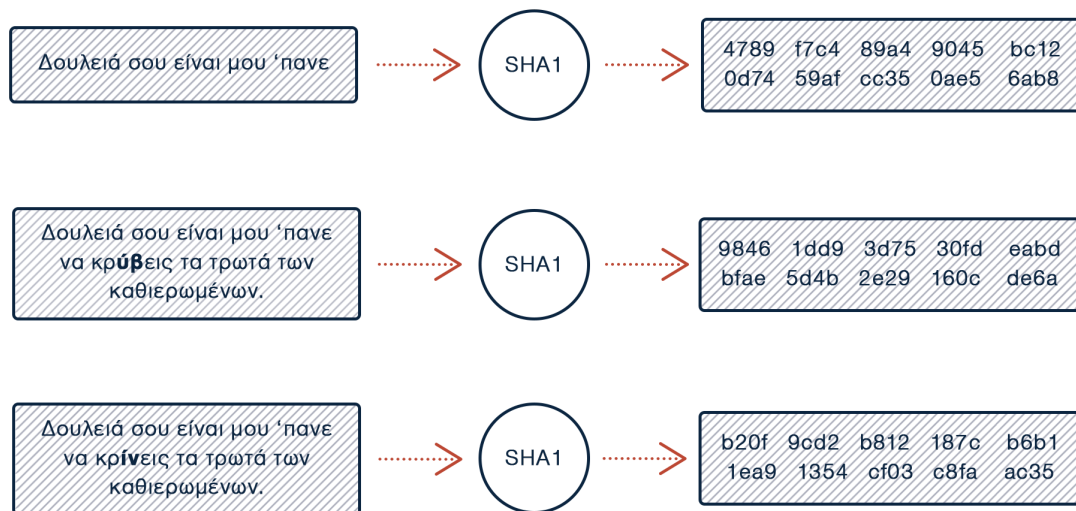 Δουλειά σου είναι μου ‘πανε
SHA1
4789 f7c4 89a4 9045 bc12
0d74 59af cc35 0ae5 6ab8
Δουλειά σου είναι μου ‘πανε
να κρύβεις τα τρωτά των
καθιερωμένων.
SHA1
9846 1dd9 3d75 30fd eabd
bfae 5d4b 2e29 160c de6a
Δουλειά σου είναι μου ‘πανε
να κρίνεις τα τρωτά των
καθιερωμένων.
SHA1
b20f 9cd2 b812 187c b6b1
1ea9 1354 cf03 c8fa ac35